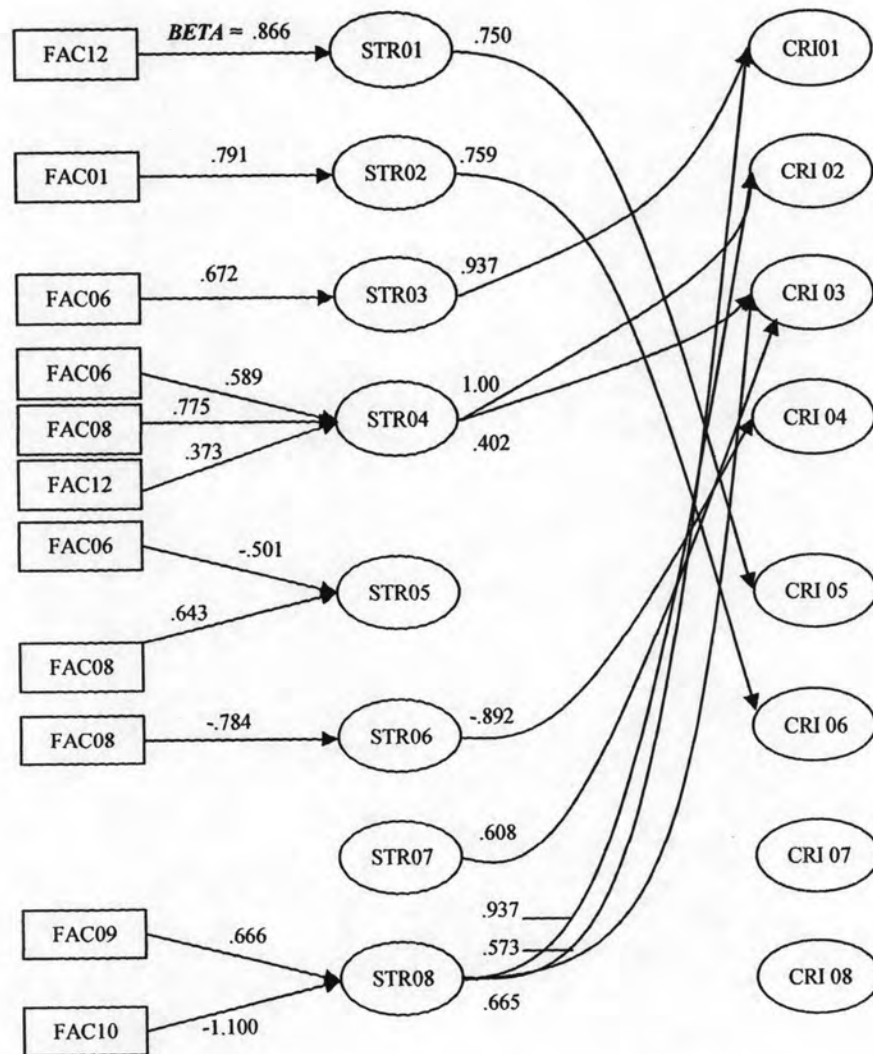 BETA = .866
FAC12
STR01
.750
CRI01
FAC01
.791
STR02
.759
CRI 02
FAC06
.672
STR03
.937
CRI 03
FAC06
.589
FAC08
.775
STR04
1.00
.402
CRI 04
FAC12
.373
FAC06
-.501
STR05
CRI 05
.643
FAC08
FAC08
-.784
STR06
-.892
CRI 06
STR07
.608
CRI 07
FAC09
.666
STR08
.937
.573
.665
CRI 08
FAC10
-1.100